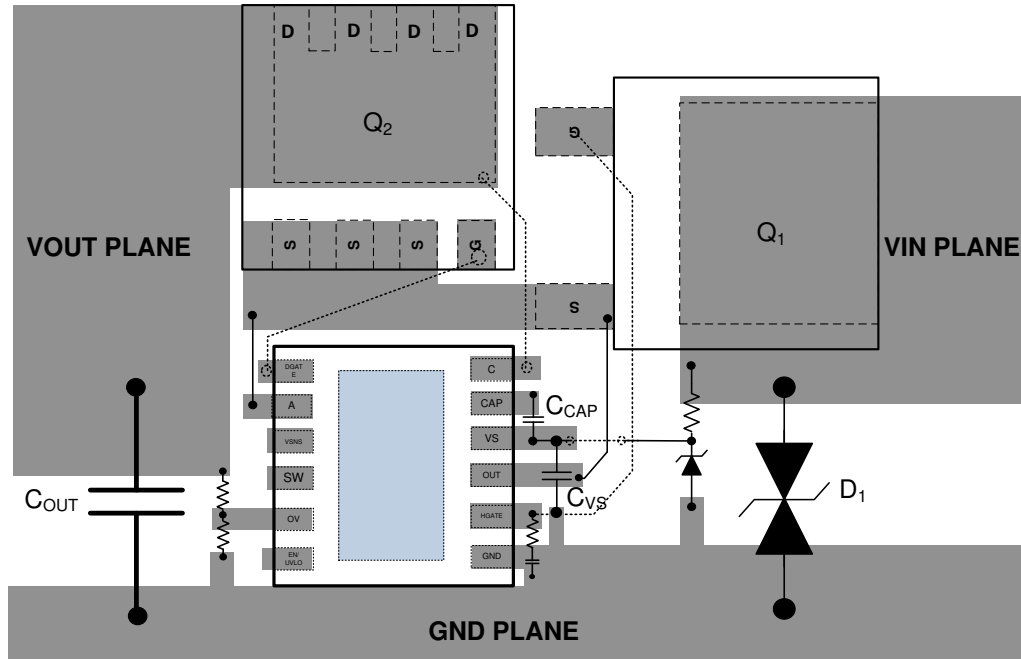 D D D D
Q2
G
S S S G
Q1
VOUT PLANE
VIN PLANE
S
DGAT
E
C
A
CAP
CCAP
VSNS
VS
SW
OUT
CVS
COUT
D1
OV
HGATE
EN/
UVLO
GND
GND PLANE